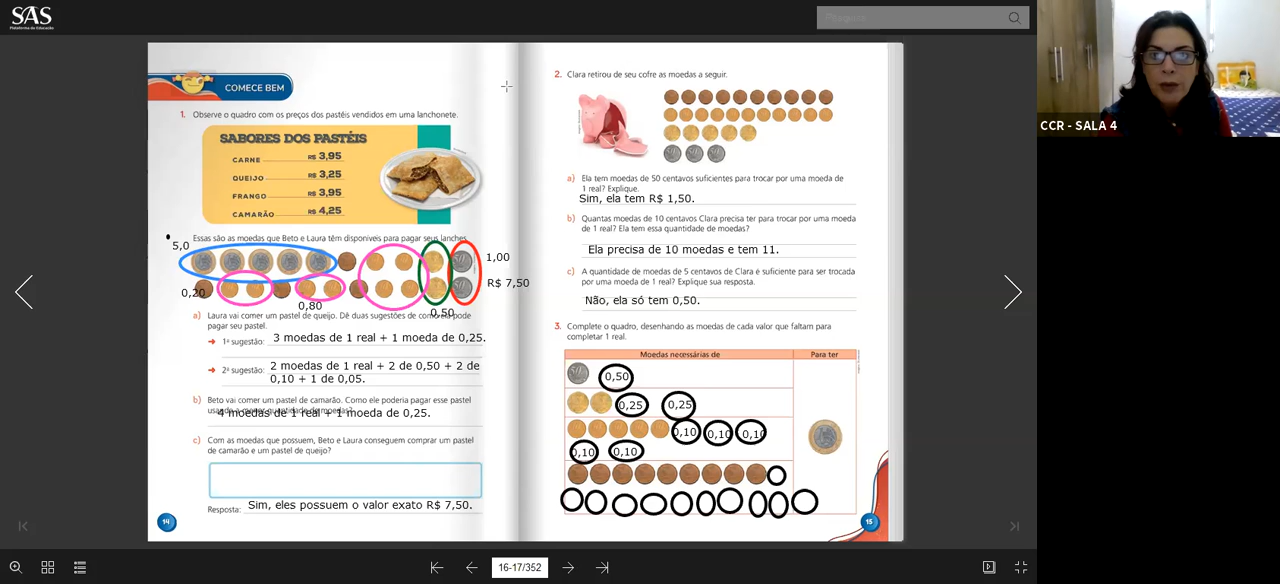 SAS
Plataforma de Educação
Pesquisar
CCR - SALA 4
COMECE BEM
1. Observe o quadro com os preços dos pastéis vendidos em uma lanchonete.
SABORES DOS PASTÉIS
CARNE R$ 3,95
QUEIJO R$ 3,25
FRANGO R$ 3,95
CAMARÃO R$ 4,25
Essas são as moedas que Beto e Laura têm disponíveis para pagar seus lanches.
5,0
1,00
R$ 7,50
0,20
0,80
0,50
a) Laura vai comer um pastel de queijo. Dê duas sugestões de como ela pode
pagar seu pastel.
1ª sugestão: 3 moedas de 1 real + 1 moeda de 0,25.
2ª sugestão: 2 moedas de 1 real + 2 de 0,50 + 2 de
0,10 + 1 de 0,05.
b) Beto vai comer um pastel de camarão. Como ele poderia pagar esse pastel
4 moedas de 1 real + 1 moeda de 0,25.
c) Com as moedas que possuem, Beto e Laura conseguem comprar um pastel
de camarão e um pastel de queijo?
Resposta: Sim, eles possuem o valor exato R$ 7,50.
14
2. Clara retirou de seu cofre as moedas a seguir.
a) Ela tem moedas de 50 centavos suficientes para trocar por uma moeda de
1 real? Explique.
Sim, ela tem R$ 1,50.
b) Quantas moedas de 10 centavos Clara precisa ter para trocar por uma moeda
de 1 real? Ela tem essa quantidade de moedas?
Ela precisa de 10 moedas e tem 11.
c) A quantidade de moedas de 5 centavos de Clara é suficiente para ser trocada
por uma moeda de 1 real? Explique sua resposta.
Não, ela só tem 0,50.
3. Complete o quadro, desenhando as moedas de cada valor que faltam para
completar 1 real.
Moedas necessárias de Para ter
50 0,50
0,25 0,25
0,10 0,10 0,10
0,10 0,10
15
16-17/352